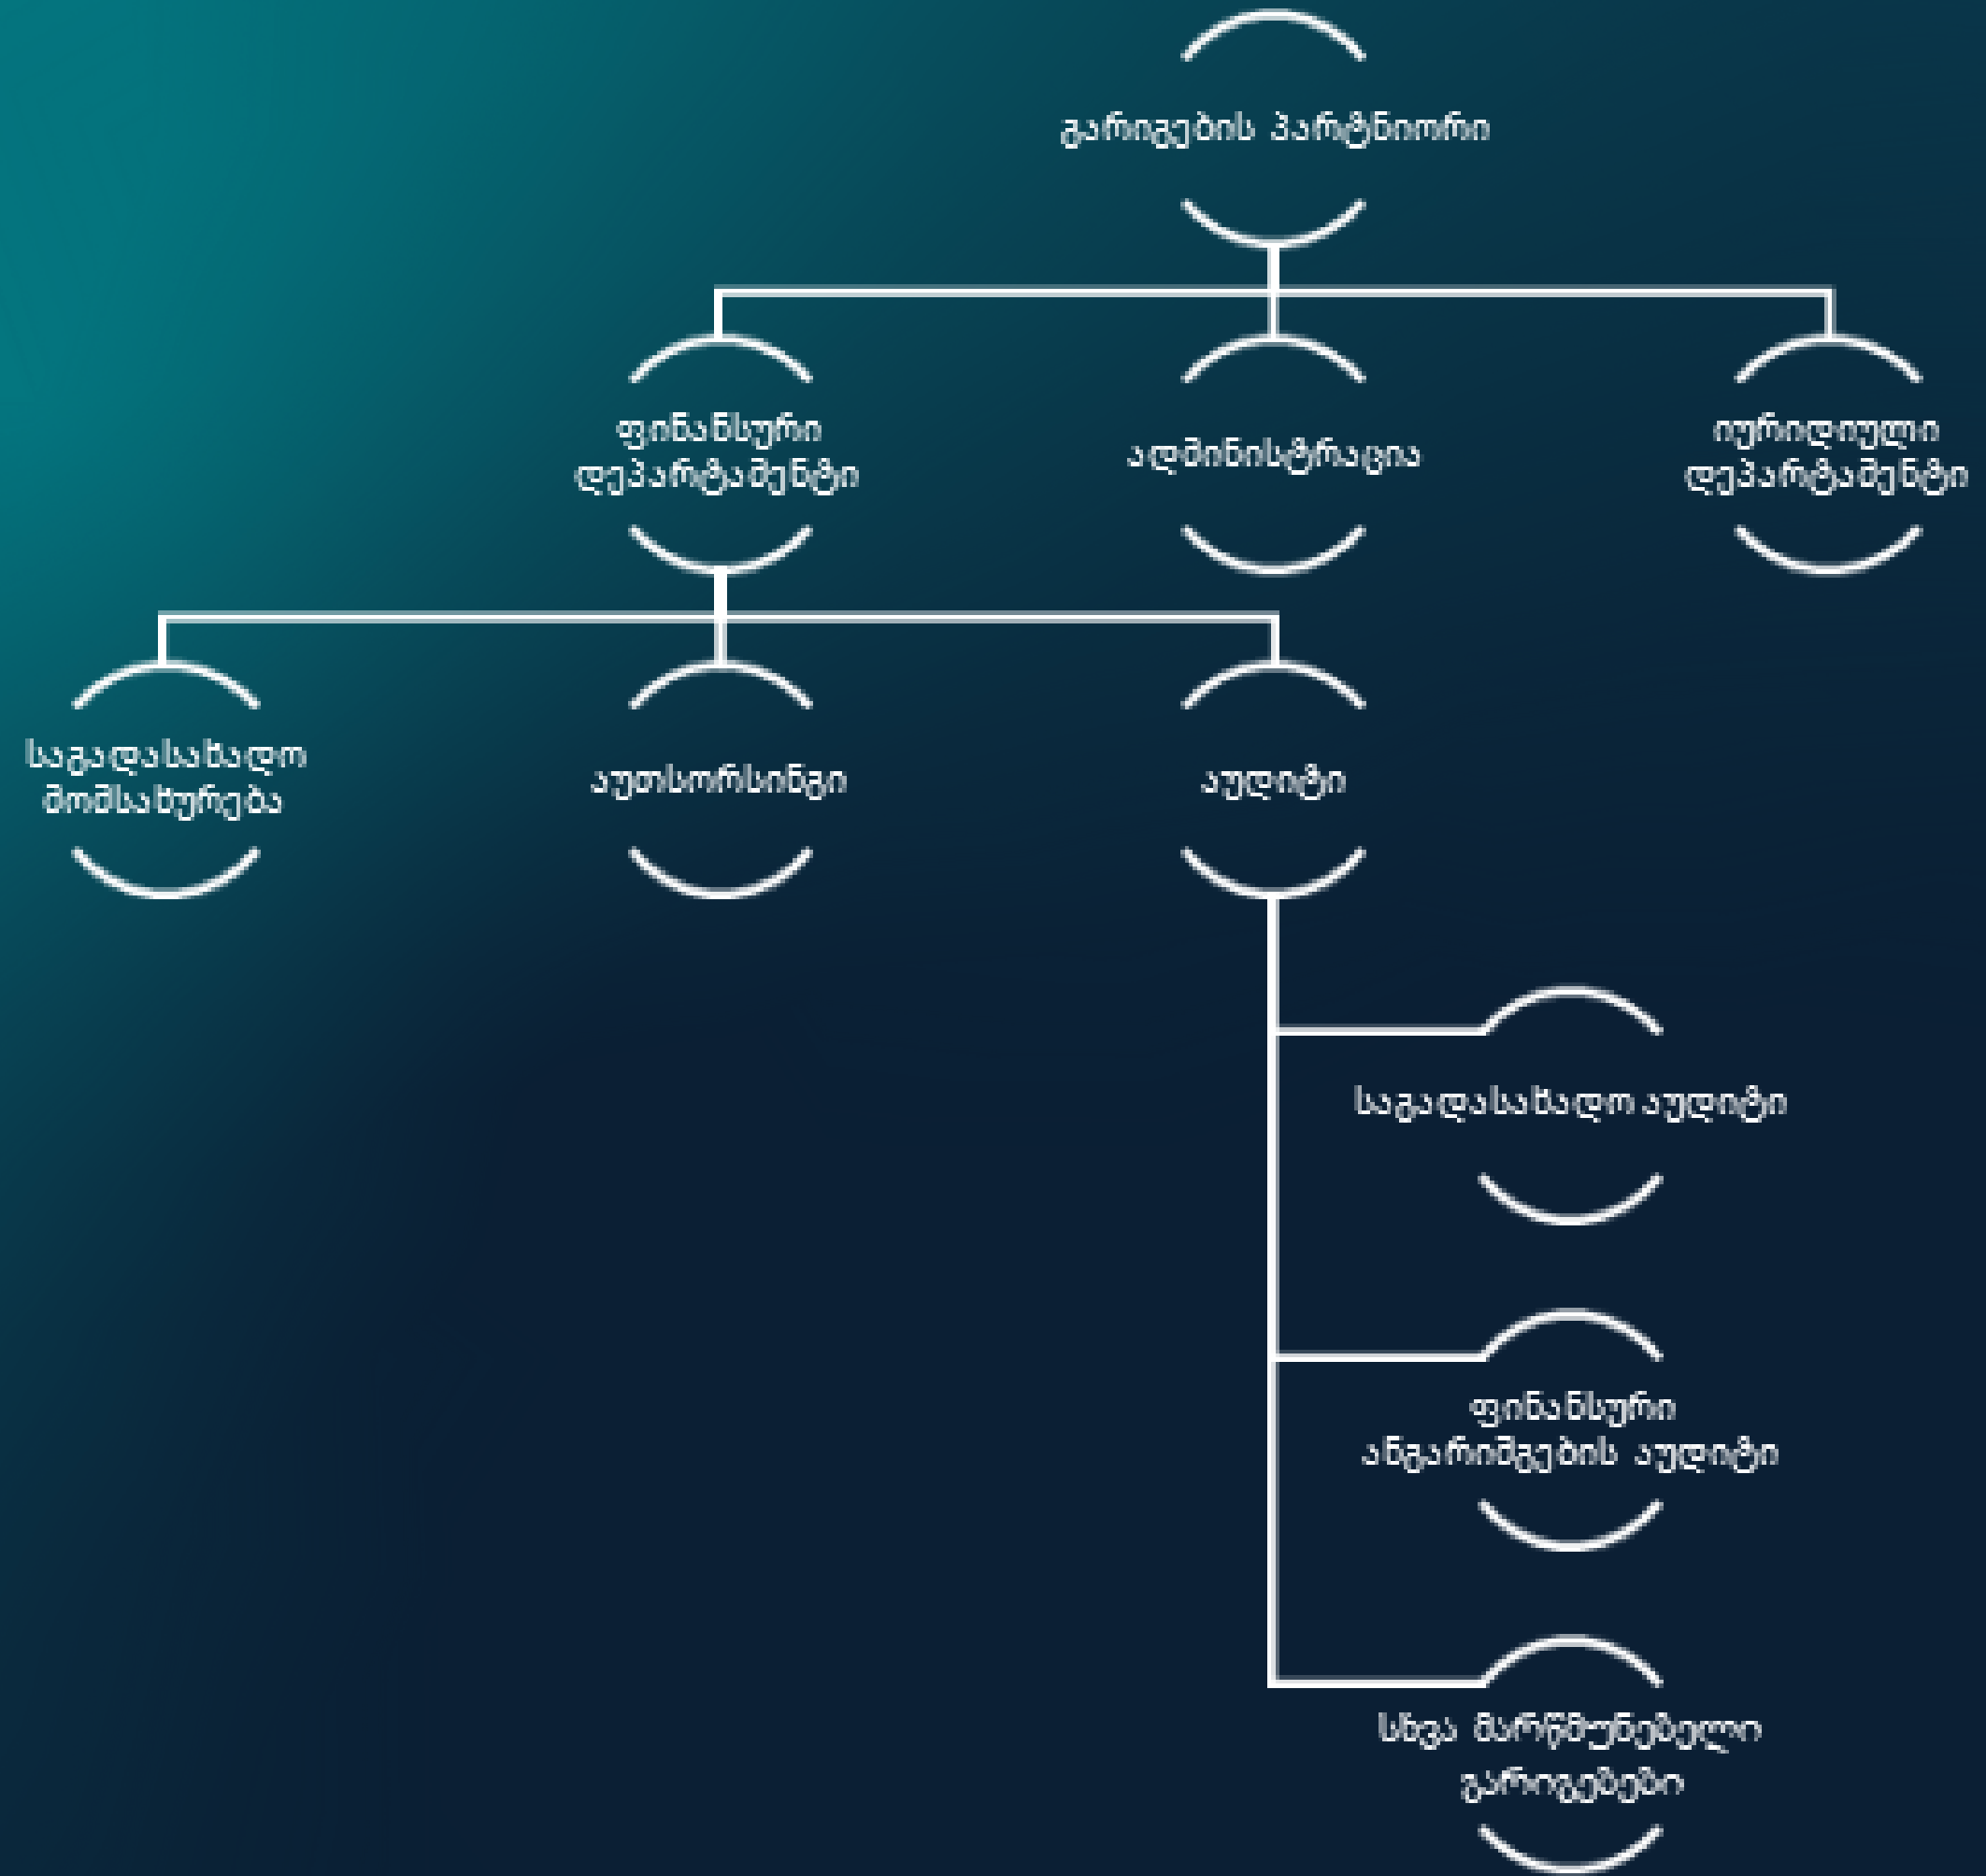 გარიგების პარტნიორი
ფინანსური
დეპარტამენტი
ადმინისტრაცია
იურიდიული
დეპარტამენტი
საგადასახადო
მომსახურება
აუთსორსინგი
აუდიტი
საგადასახადო აუდიტი
ფინანსური
ანგარიშგების აუდიტი
სხვა მარწმუნებელი
გარიგებები